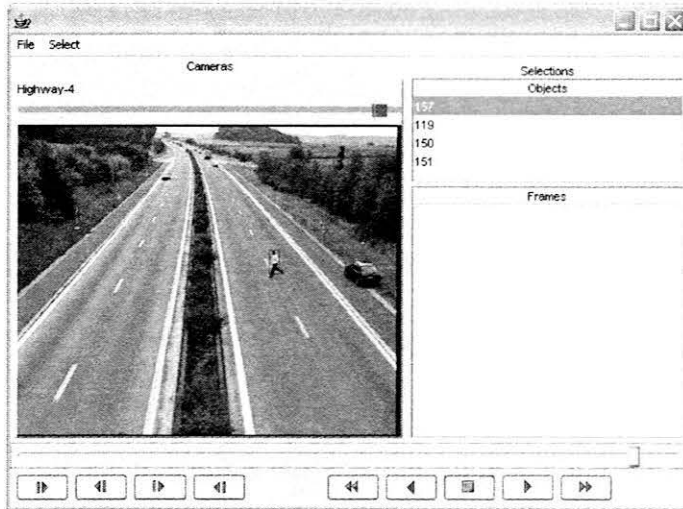 File Select
Cameras
Highway-4
Selections
Objects
157
119
150
151
Frames